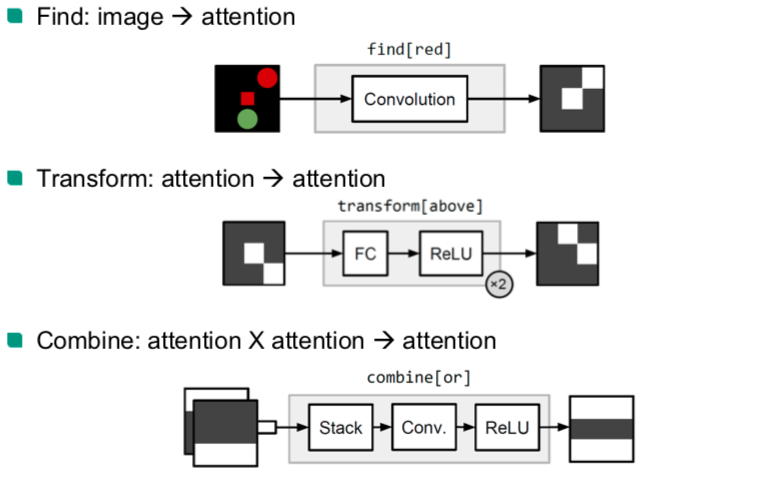 Find: image → attention
find[red]
Convolution
Transform: attention → attention
transform[above]
FC
ReLU
×2
Combine: attention X attention → attention
combine[or]
Stack
Conv.
ReLU